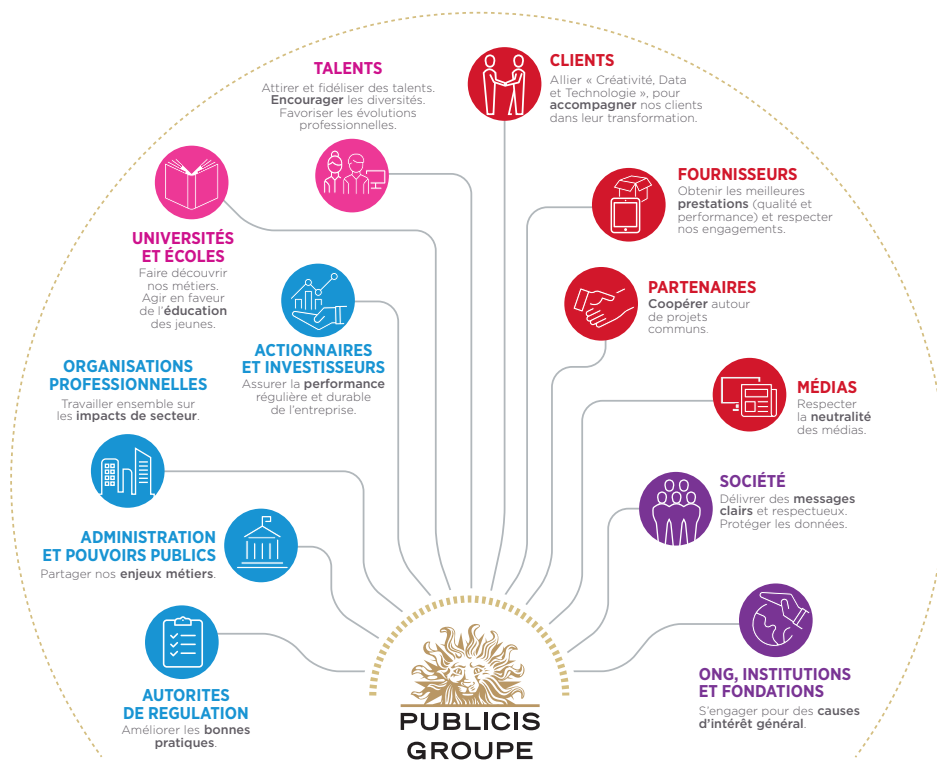 TALENTS
Attirer et fidéliser des talents.
Encourager les diversités.
Favoriser les évolutions
professionnelles.
CLIENTS
Allier « Créativité, Data
et Technologie », pour
accompagner nos clients
dans leur transformation.
UNIVERSITÉS
ET ÉCOLES
Faire découvrir
nos métiers.
Agir en faveur
de l'éducation
des jeunes.
FOURNISSEURS
Obtenir les meilleures
prestations (qualité et
performance) et respecter
nos engagements.
ACTIONNAIRES
ET INVESTISSEURS
Assurer la performance
régulière et durable
de l'entreprise.
PARTENAIRES
Coopérer autour
de projets
communs.
ORGANISATIONS
PROFESSIONNELLES
Travailler ensemble sur
les impacts de secteur.
MÉDIAS
Respecter
la neutralité
des médias.
ADMINISTRATION
ET POUVOIRS PUBLICS
Partager nos enjeux métiers.
SOCIÉTÉ
Délivrer des messages
clairs et respectueux.
Protéger les données.
AUTORITES
DE REGULATION
Améliorer les bonnes
pratiques.
ONG, INSTITUTIONS
ET FONDATIONS
S'engager pour des causes
d'intérêt général.
PUBLICIS
GROUPE